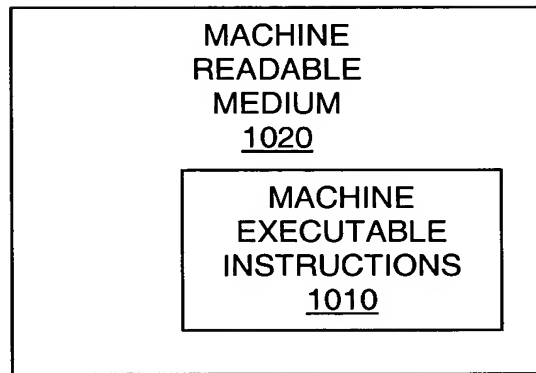 MACHINE
READABLE
MEDIUM
1020
MACHINE
EXECUTABLE
INSTRUCTIONS
1010